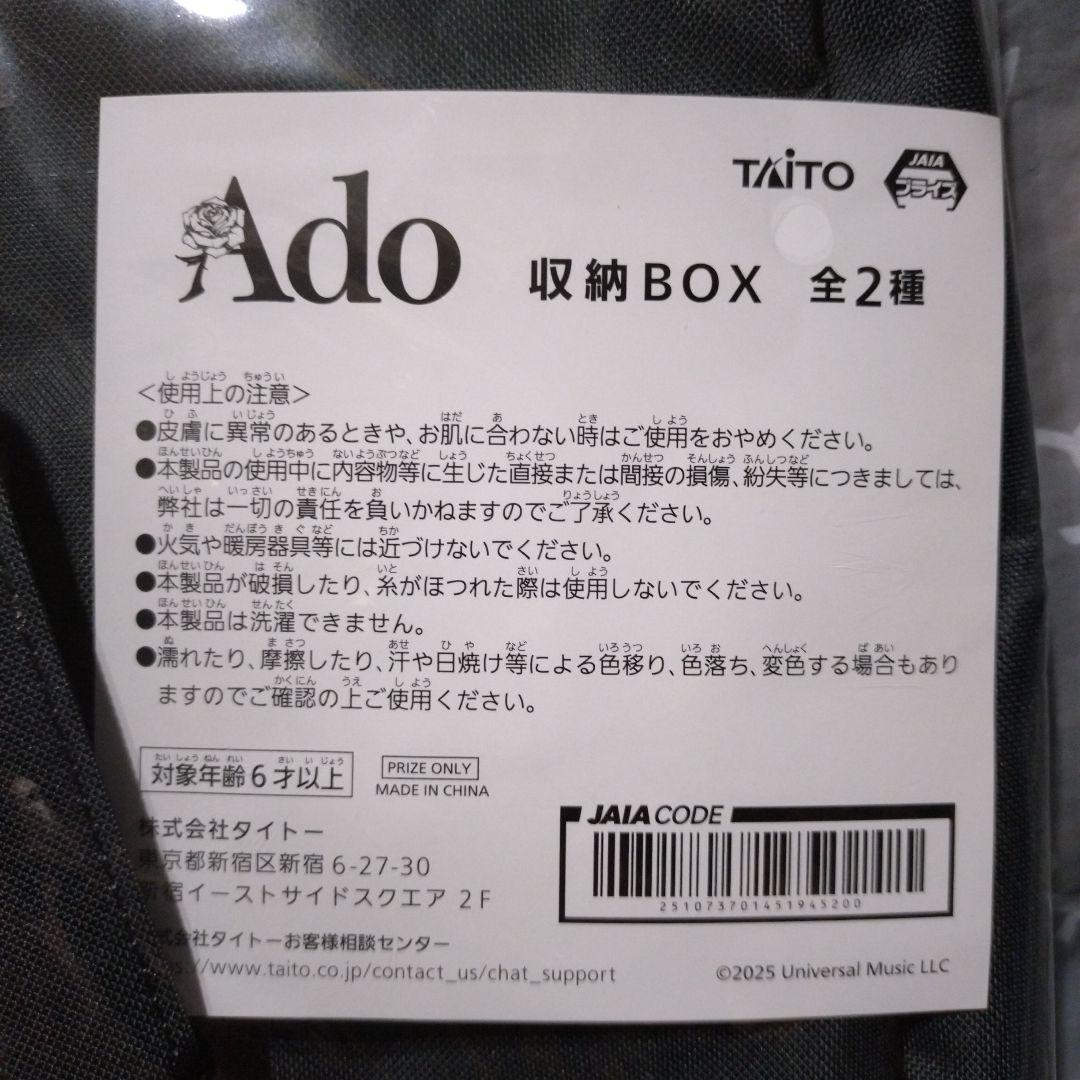 TAITO
JAIA
プライズ
Ado
収納BOX 全2種
＜使用上の注意＞
●皮膚に異常のあるときや、お肌に合わない時はご使用をおやめください。
●本製品の使用中に内容物等に生じた直接または間接の損傷、紛失等につきましては、
弊社は一切の責任を負いかねますのでご了承ください。
●火気や暖房器具等には近づけないでください。
●本製品が破損したり、糸がほつれた際は使用しないでください。
●本製品は洗濯できません。
●濡れたり、摩擦したり、汗や日焼け等による色移り、色落ち、変色する場合もあり
ますのでご確認の上ご使用ください。
対象年齢6才以上
PRIZE ONLY
MADE IN CHINA
株式会社タイトー
東京都新宿区新宿 6-27-30
新宿イーストサイドスクエア 2F
株式会社タイトーお客様相談センター
://www.taito.co.jp/contact_us/chat_support
JAIA CODE
251073701451945200
©2025 Universal Music LLC